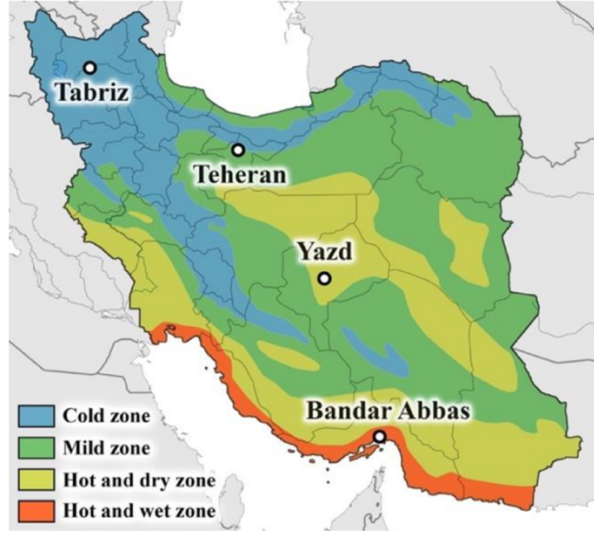 Tabriz
Teheran
Yazd
Bandar Abbas
Cold zone
Mild zone
Hot and dry zone
Hot and wet zone